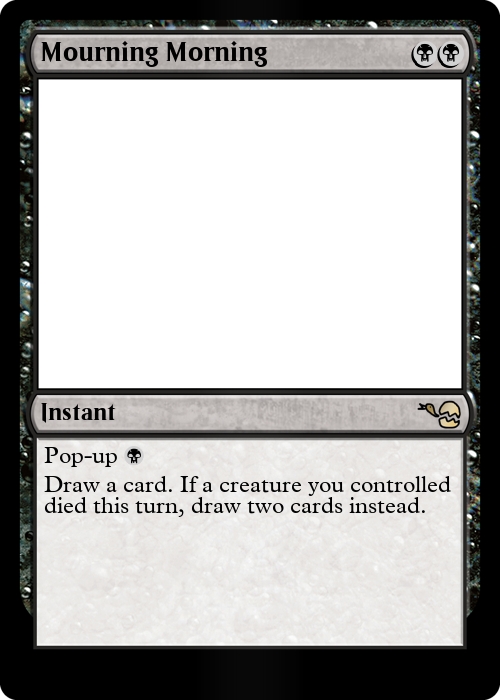 Mourning Morning
Instant
Pop-up
Draw a card. If a creature you controlled
died this turn, draw two cards instead.